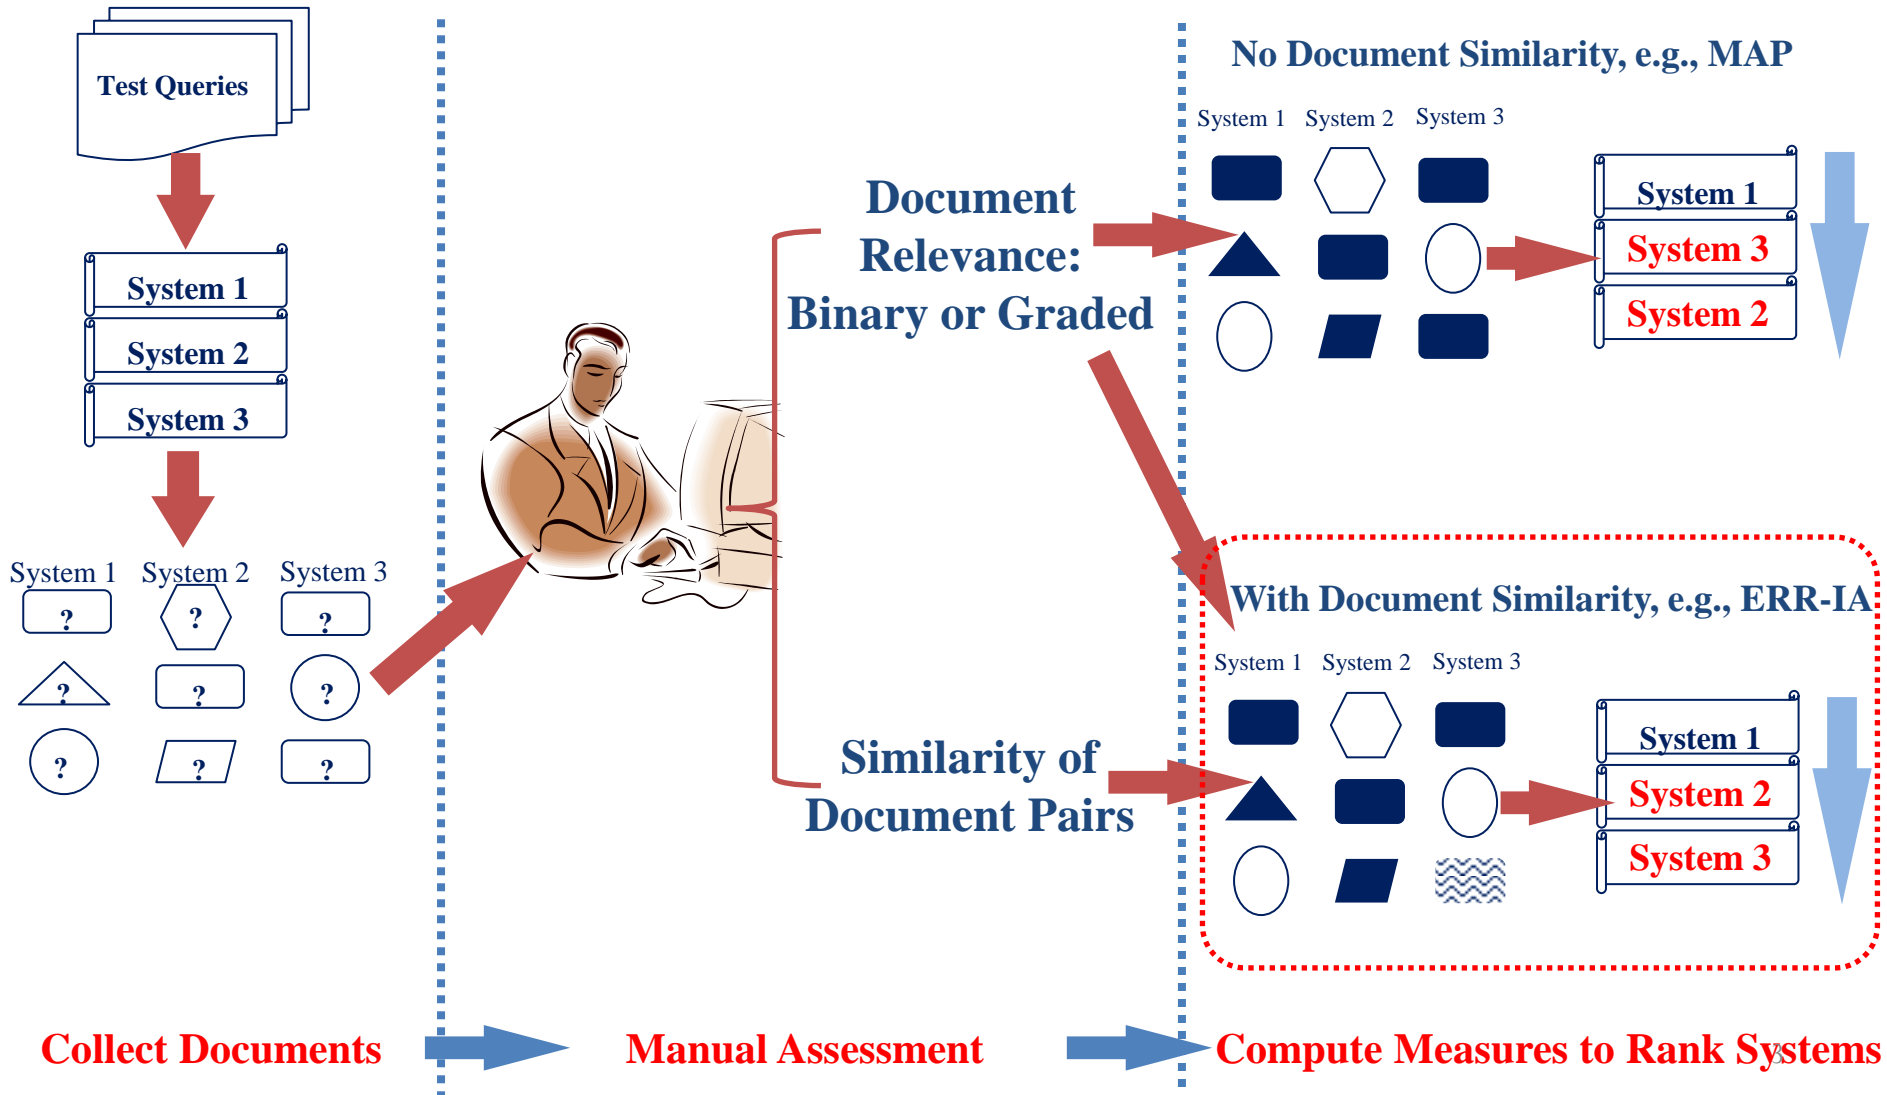 Test Queries
System 1
System 2
System 3
System 1 System 2 System 3
? ? ?
? ? ?
? ? ?
Collect Documents
Document
Relevance:
Binary or Graded
Similarity of
Document Pairs
Manual Assessment
No Document Similarity, e.g., MAP
System 1 System 2 System 3
System 1
System 3
System 2
With Document Similarity, e.g., ERR-IA
System 1 System 2 System 3
System 1
System 2
System 3
Compute Measures to Rank Systems
3